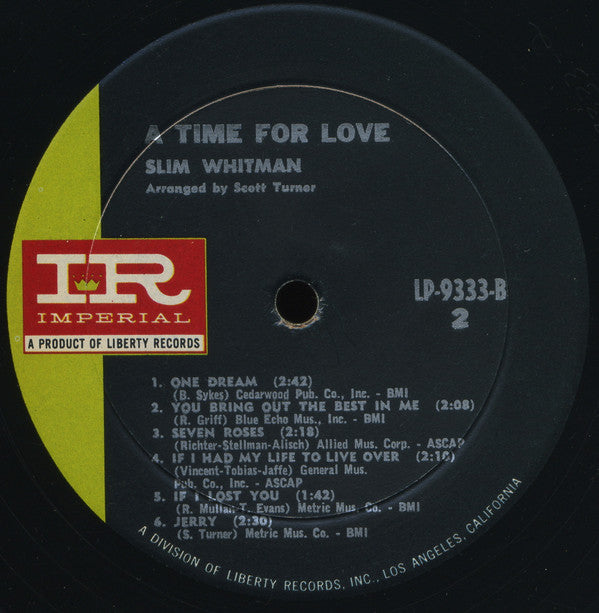 A TIME FOR LOVE
SLIM WHITMAN
Arranged by Scott Turner
IR
IMPERIAL
A PRODUCT OF LIBERTY RECORDS
LP-9333-B
2
1. ONE DREAM (2:42)
(B. Sykes) Cedarwood Pub. Co., Inc. - BMI
2. YOU BRING OUT THE BEST IN ME (2:08)
(R. Griff) Blue Echo Mus., Inc. - BMI
3. SEVEN ROSES (2:18)
(Richter-Stellman-Alisch) Allied Mus. Corp. - ASCAP
4. IF I HAD MY LIFE TO LIVE OVER (2:10)
(Vincent-Tobias-Jaffe) General Mus.
Pub. Co., Inc. - ASCAP
5. IF I LOST YOU (1:42)
(R. Mullan-T. Evans) Metric Mus. Co. - BMI
6. JERRY (2:30)
(S. Turner) Metric Mus. Co. - BMI
A DIVISION OF LIBERTY RECORDS, INC., LOS ANGELES, CALIFORNIA